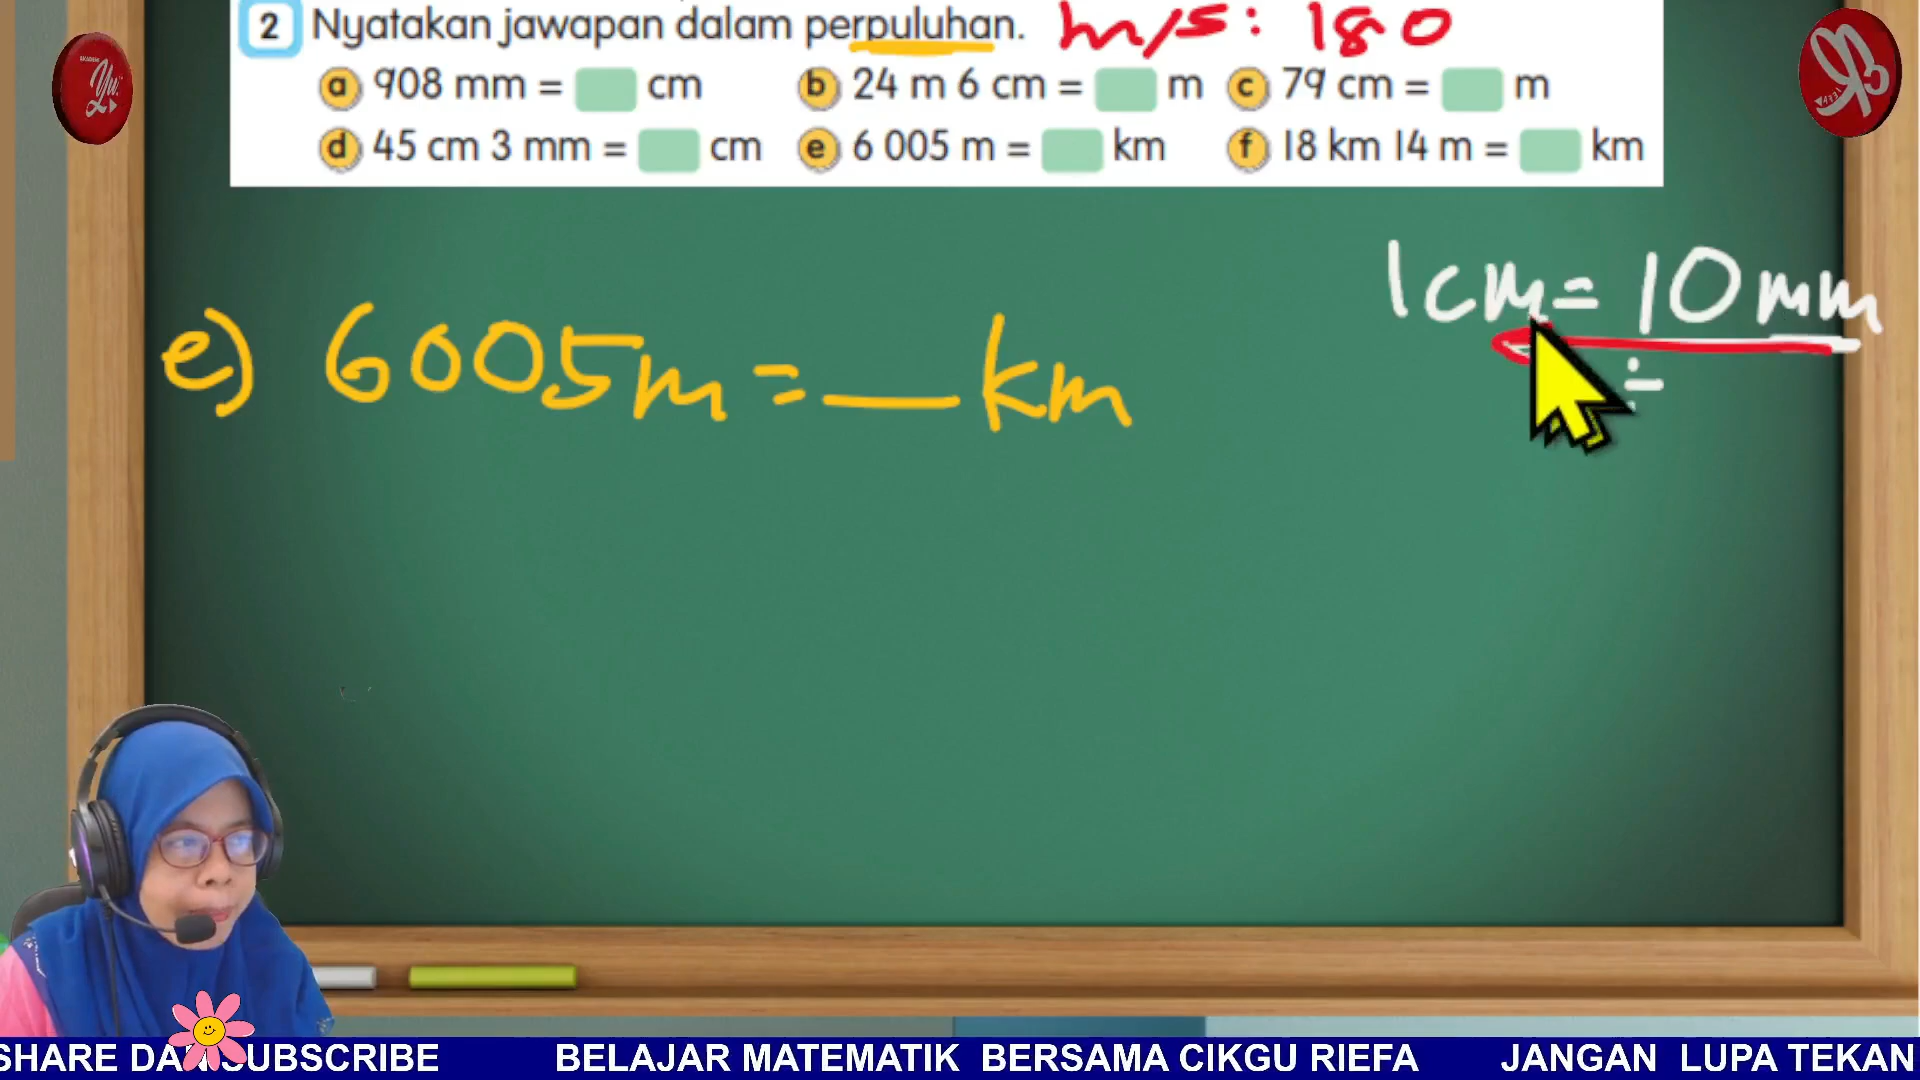 2 Nyatakan jawapan dalam perpuluhan. m/s: 180
a 908 mm = cm b 24 m 6 cm = m c 79 cm = m
d 45 cm 3 mm = cm e 6 005 m = km f 18 km 14 m = km
1cm = 10mm
÷
e) 6005m = __ km
SHARE DAN SUBSCRIBE BELAJAR MATEMATIK BERSAMA CIKGU RIEFA JANGAN LUPA TEKAN